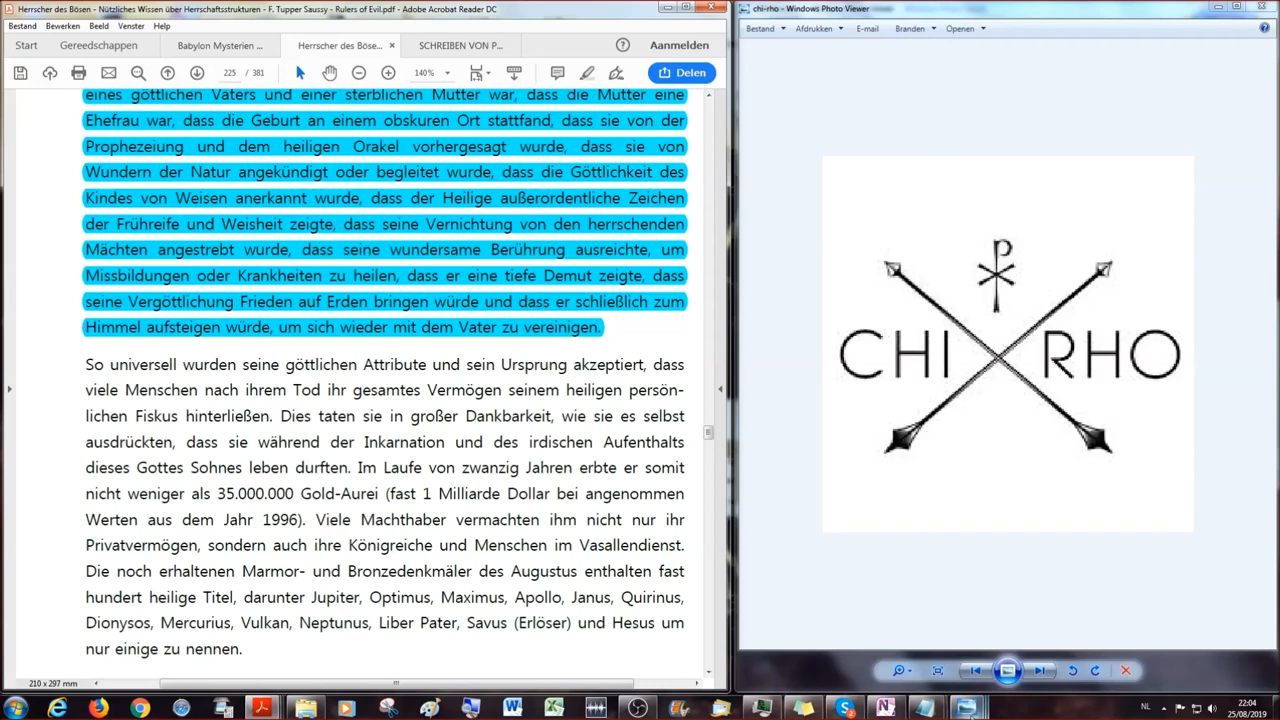 Herrscher des Bösen - Nützliches Wissen über Herrschaftsstrukturen - F. Tupper Saussy - Rulers of Evil.pdf - Adobe Acrobat Reader DC
Bestand Bewerken Beeld Venster Help
Start Gereedschappen Babylon Mysterien ... Herrscher des Böse... × SCHREIBEN VON P... ? Aanmelden
225 / 381 140% Delen
eines göttlichen Vaters und einer sterblichen Mutter war, dass die Mutter eine
Ehefrau war, dass die Geburt an einem obskuren Ort stattfand, dass sie von der
Prophezeiung und dem heiligen Orakel vorhergesagt wurde, dass sie von
Wundern der Natur angekündigt oder begleitet wurde, dass die Göttlichkeit des
Kindes von Weisen anerkannt wurde, dass der Heilige außerordentliche Zeichen
der Frühreife und Weisheit zeigte, dass seine Vernichtung von den herrschenden
Mächten angestrebt wurde, dass seine wundersame Berührung ausreichte, um
Missbildungen oder Krankheiten zu heilen, dass er eine tiefe Demut zeigte, dass
seine Vergöttlichung Frieden auf Erden bringen würde und dass er schließlich zum
Himmel aufsteigen würde, um sich wieder mit dem Vater zu vereinigen.
So universell wurden seine göttlichen Attribute und sein Ursprung akzeptiert, dass
viele Menschen nach ihrem Tod ihr gesamtes Vermögen seinem heiligen persön-
lichen Fiskus hinterließen. Dies taten sie in großer Dankbarkeit, wie sie es selbst
ausdrückten, dass sie während der Inkarnation und des irdischen Aufenthalts
dieses Gottes Sohnes leben durften. Im Laufe von zwanzig Jahren erbte er somit
nicht weniger als 35.000.000 Gold-Aurei (fast 1 Milliarde Dollar bei angenommen
Werten aus dem Jahr 1996). Viele Machthaber vermachten ihm nicht nur ihr
Privatvermögen, sondern auch ihre Königreiche und Menschen im Vasallendienst.
Die noch erhaltenen Marmor- und Bronzedenkmäler des Augustus enthalten fast
hundert heilige Titel, darunter Jupiter, Optimus, Maximus, Apollo, Janus, Quirinus,
Dionysos, Mercurius, Vulkan, Neptunus, Liber Pater, Savus (Erlöser) und Hesus um
nur einige zu nennen.
210 x 297 mm
chi-rho - Windows Photo Viewer
Bestand Afdrukken E-mail Branden Openen
P
CHI RHO
NL 22:04
25/08/2019